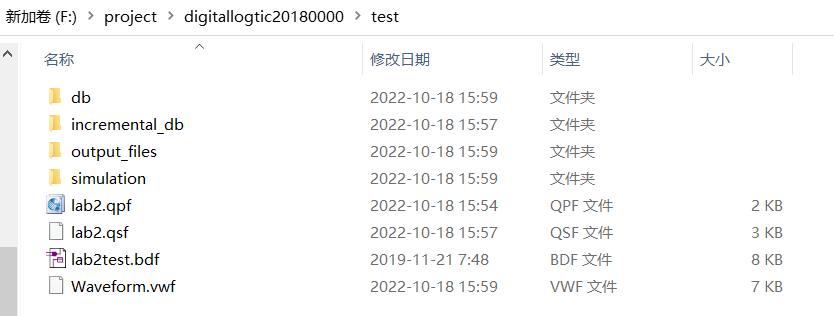 新加卷 (F:) > project > digitallogtic20180000 > test
名称 修改日期 类型 大小
db 2022-10-18 15:59 文件夹
incremental_db 2022-10-18 15:57 文件夹
output_files 2022-10-18 15:59 文件夹
simulation 2022-10-18 15:59 文件夹
lab2.qpf 2022-10-18 15:54 QPF 文件 2 KB
lab2.qsf 2022-10-18 15:57 QSF 文件 3 KB
lab2test.bdf 2019-11-21 7:48 BDF 文件 8 KB
Waveform.vwf 2022-10-18 15:59 VWF 文件 7 KB